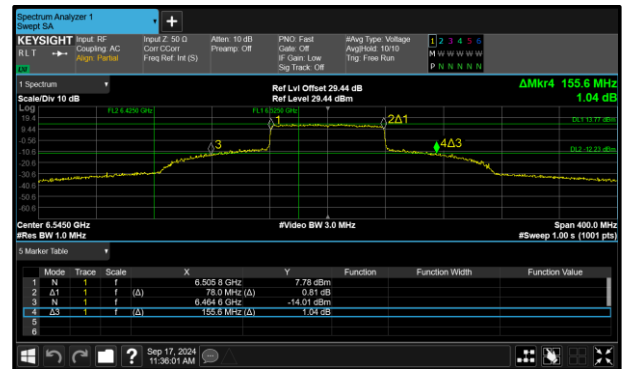 Spectrum Analyzer 1
Swept SA
+
KEYSIGHT Input: RF Input Z: 50 Ω Atten: 10 dB PNO: Fast #Avg Type: Voltage 1 2 3 4 5 6
RLT Coupling: AC Corr CCorr Preamp: Off Gate: Off Avg|Hold: 10/10 M W W W W W
Align: Partial Freq Ref: Int (S) IF Gain: Low Trig: Free Run
Sig Track: Off P N N N N N
1 Spectrum Ref Lvl Offset 29.44 dB ΔMkr4 155.6 MHz
Scale/Div 10 dB Ref Level 29.44 dBm 1.04 dB
Log FL2 6.4250 GHz
19.4 1 2Δ1 DL1 13.77 dBm
9.44
-0.56
-10.6 3 4Δ3 DL2 -12.23 dBm
-20.6
-30.6
-40.6
-50.6
-60.6
Center 6.5450 GHz #Video BW 3.0 MHz Span 400.0 MHz
#Res BW 1.0 MHz #Sweep 1.00 s (1001 pts)
5 Marker Table
Mode Trace Scale X Y Function Function Width Function Value
1 N 1 f 6.505 8 GHz 7.78 dBm
2 Δ1 1 f (Δ) 78.0 MHz (Δ) 0.81 dB
3 N 1 f 6.464 6 GHz -14.01 dBm
4 Δ3 1 f (Δ) 155.6 MHz (Δ) 1.04 dB
5
6
? Sep 17, 2024
11:36:01 AM